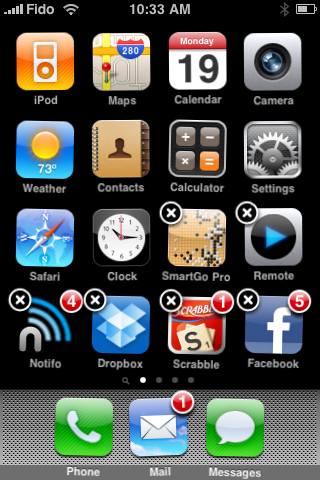 Fido 10:33 AM
280
Monday
19
iPod Maps Calendar Camera
73°
Weather Contacts Calculator Settings
Safari Clock SmartGo Pro Remote
4 SCRABBLE 1 5
S
n f
Notifo Dropbox Scrabble Facebook
1
Phone Mail Messages